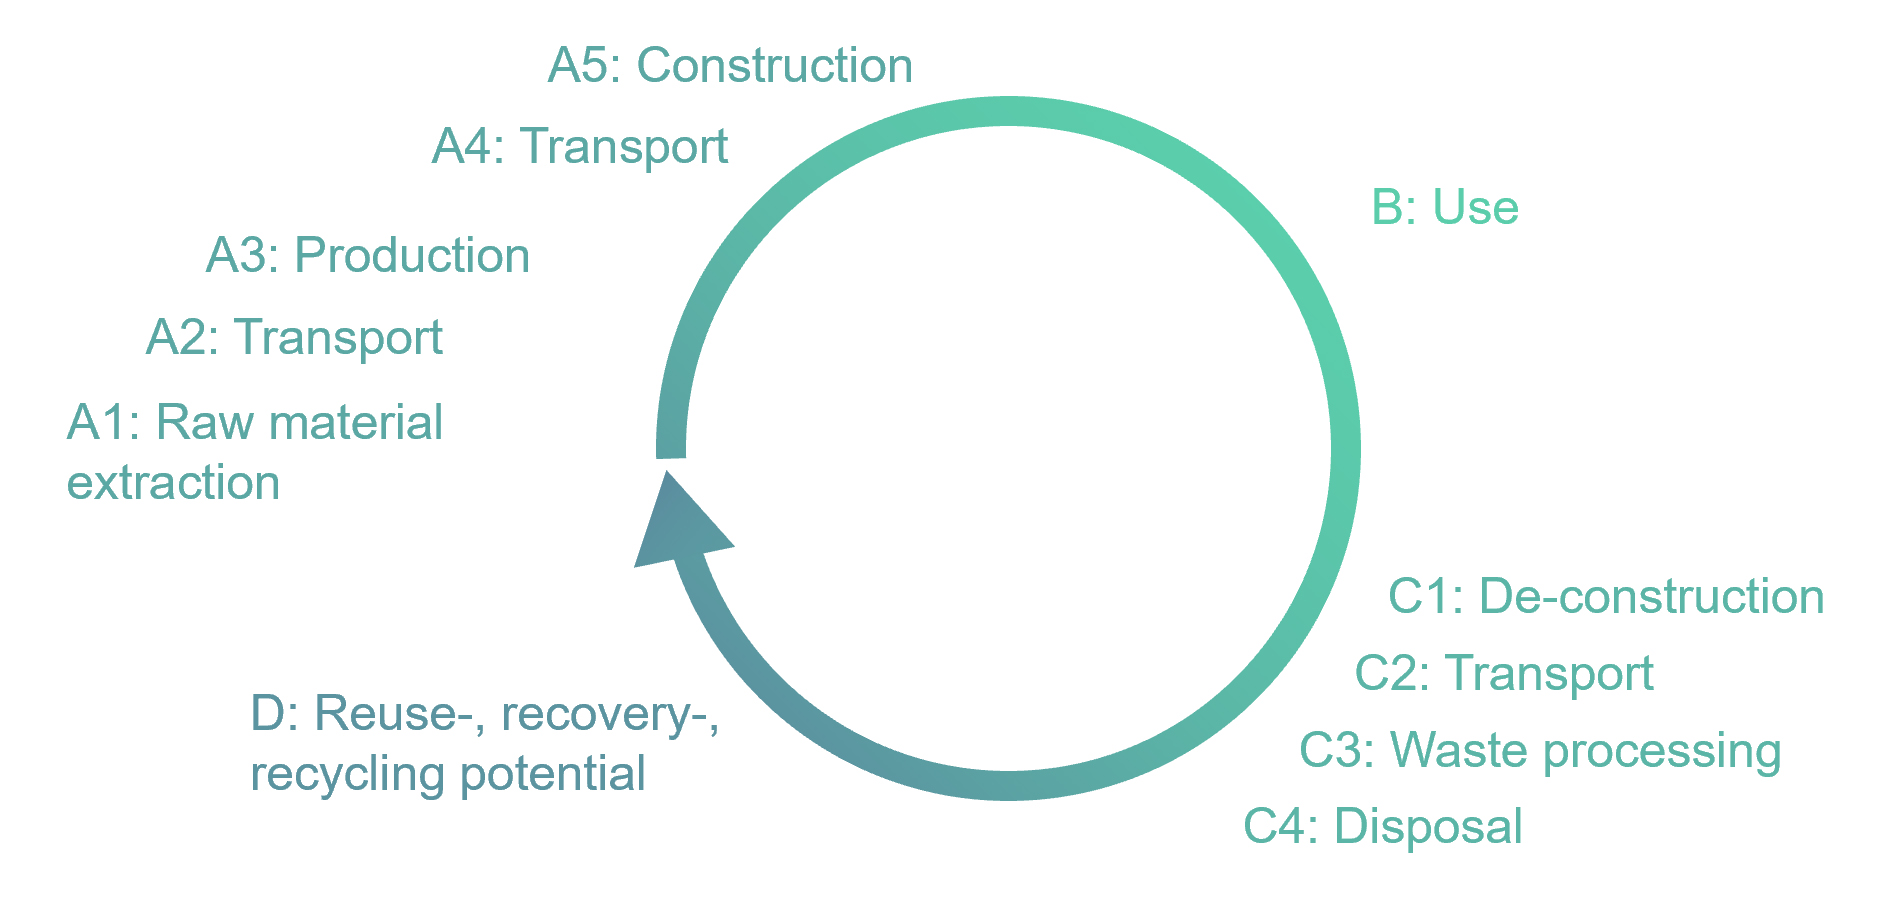 A5: Construction
A4: Transport
B: Use
A3: Production
A2: Transport
A1: Raw material
extraction
C1: De-construction
C2: Transport
D: Reuse-, recovery-,
recycling potential
C3: Waste processing
C4: Disposal